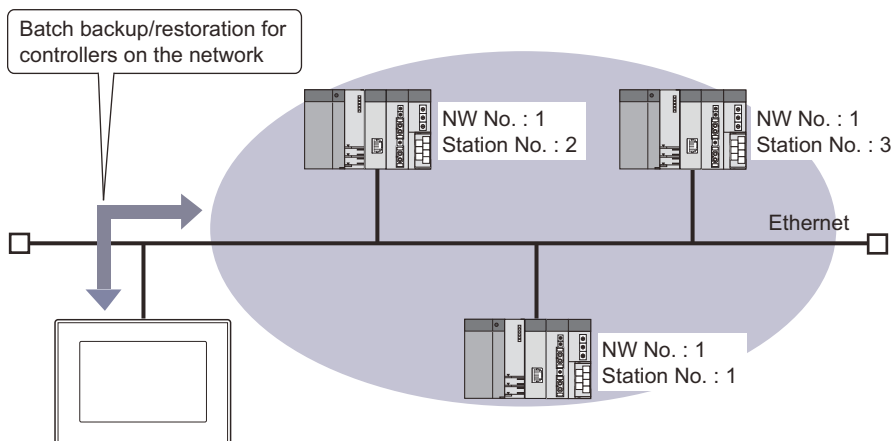 Batch backup/restoration for
controllers on the network
NW No. : 1
Station No. : 2
NW No. : 1
Station No. : 3
Ethernet
NW No. : 1
Station No. : 1